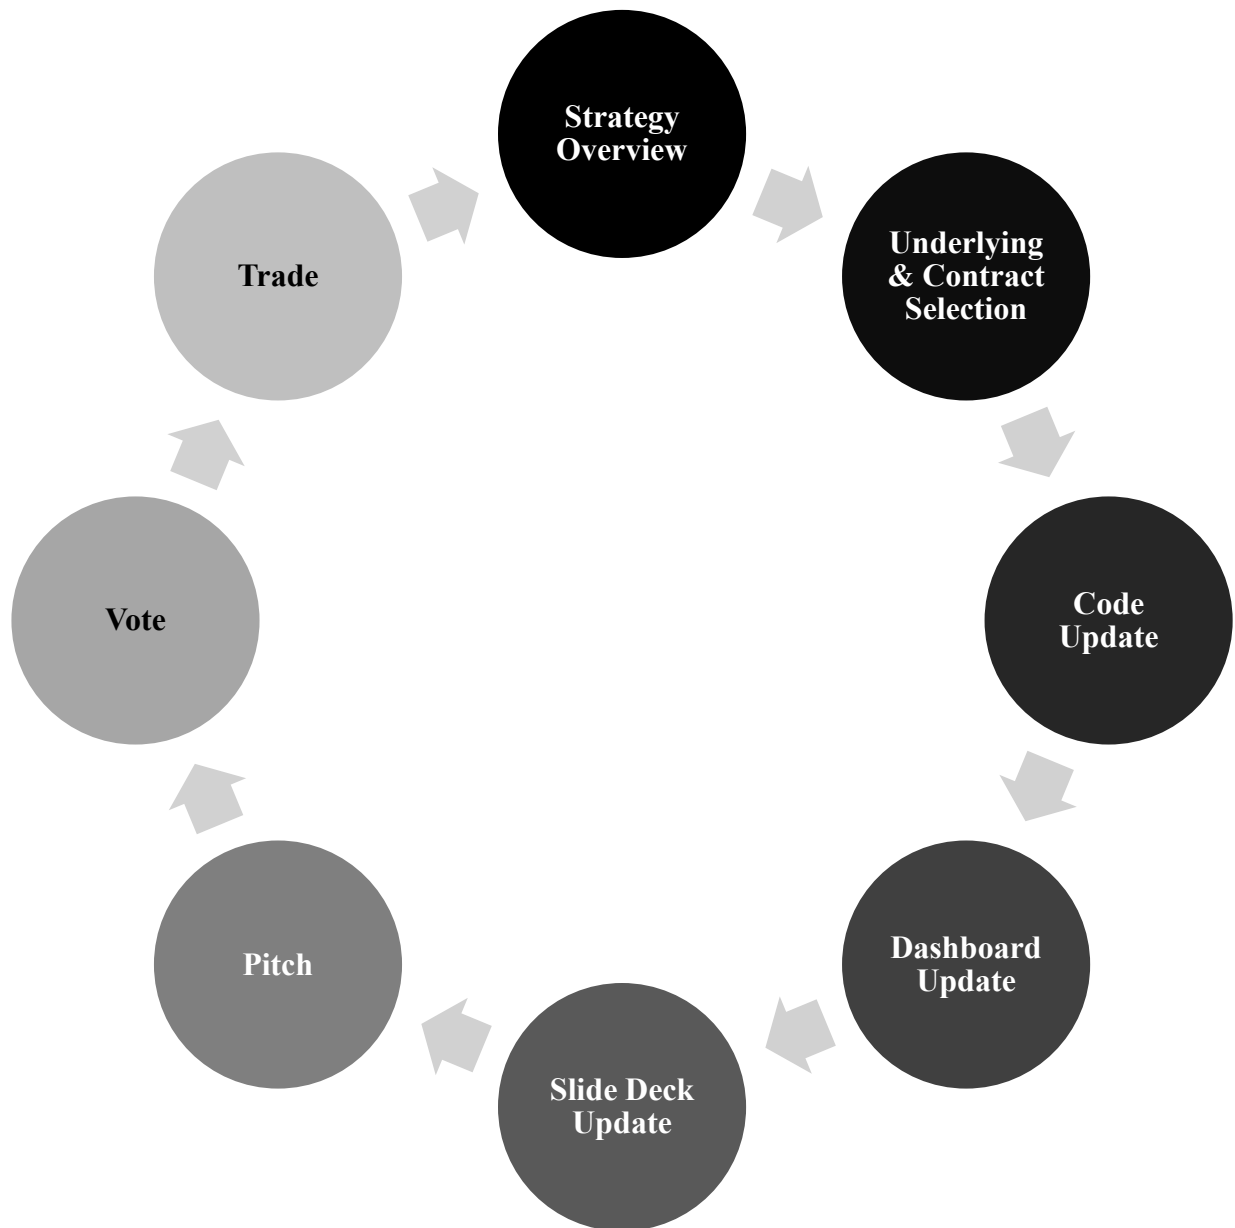 Strategy
Overview
Underlying
& Contract
Selection
Code
Update
Dashboard
Update
Slide Deck
Update
Pitch
Vote
Trade